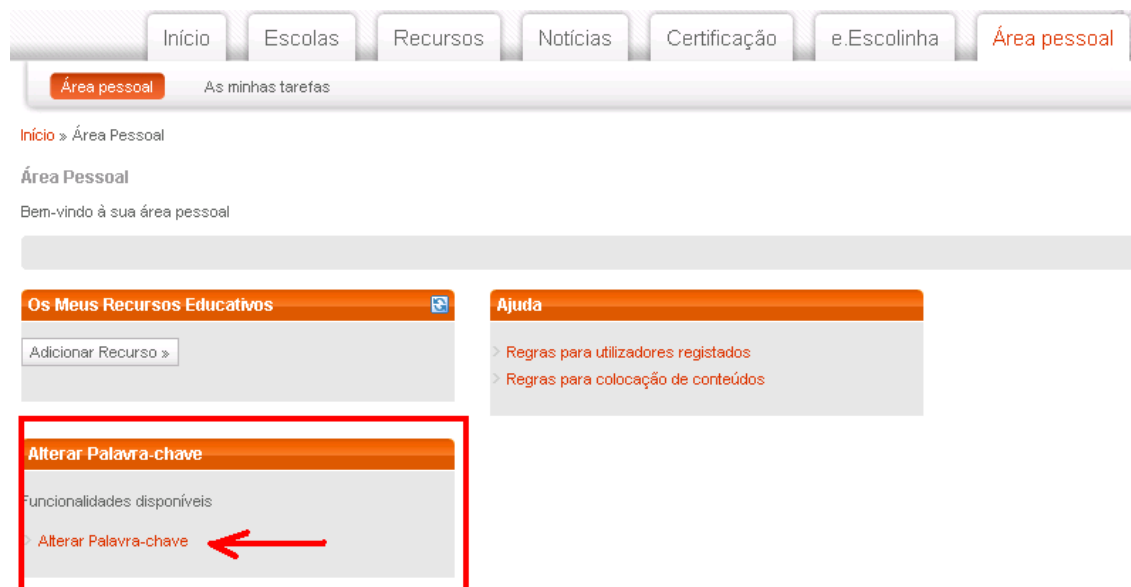 Início Escolas Recursos Notícias Certificação e.Escolinha Área pessoal
Área pessoal As minhas tarefas
Início » Área Pessoal
Área Pessoal
Bem-vindo à sua área pessoal
Os Meus Recursos Educativos
Adicionar Recurso »
Ajuda
> Regras para utilizadores registados
> Regras para colocação de conteúdos
Alterar Palavra-chave
Funcionalidades disponíveis
> Alterar Palavra-chave